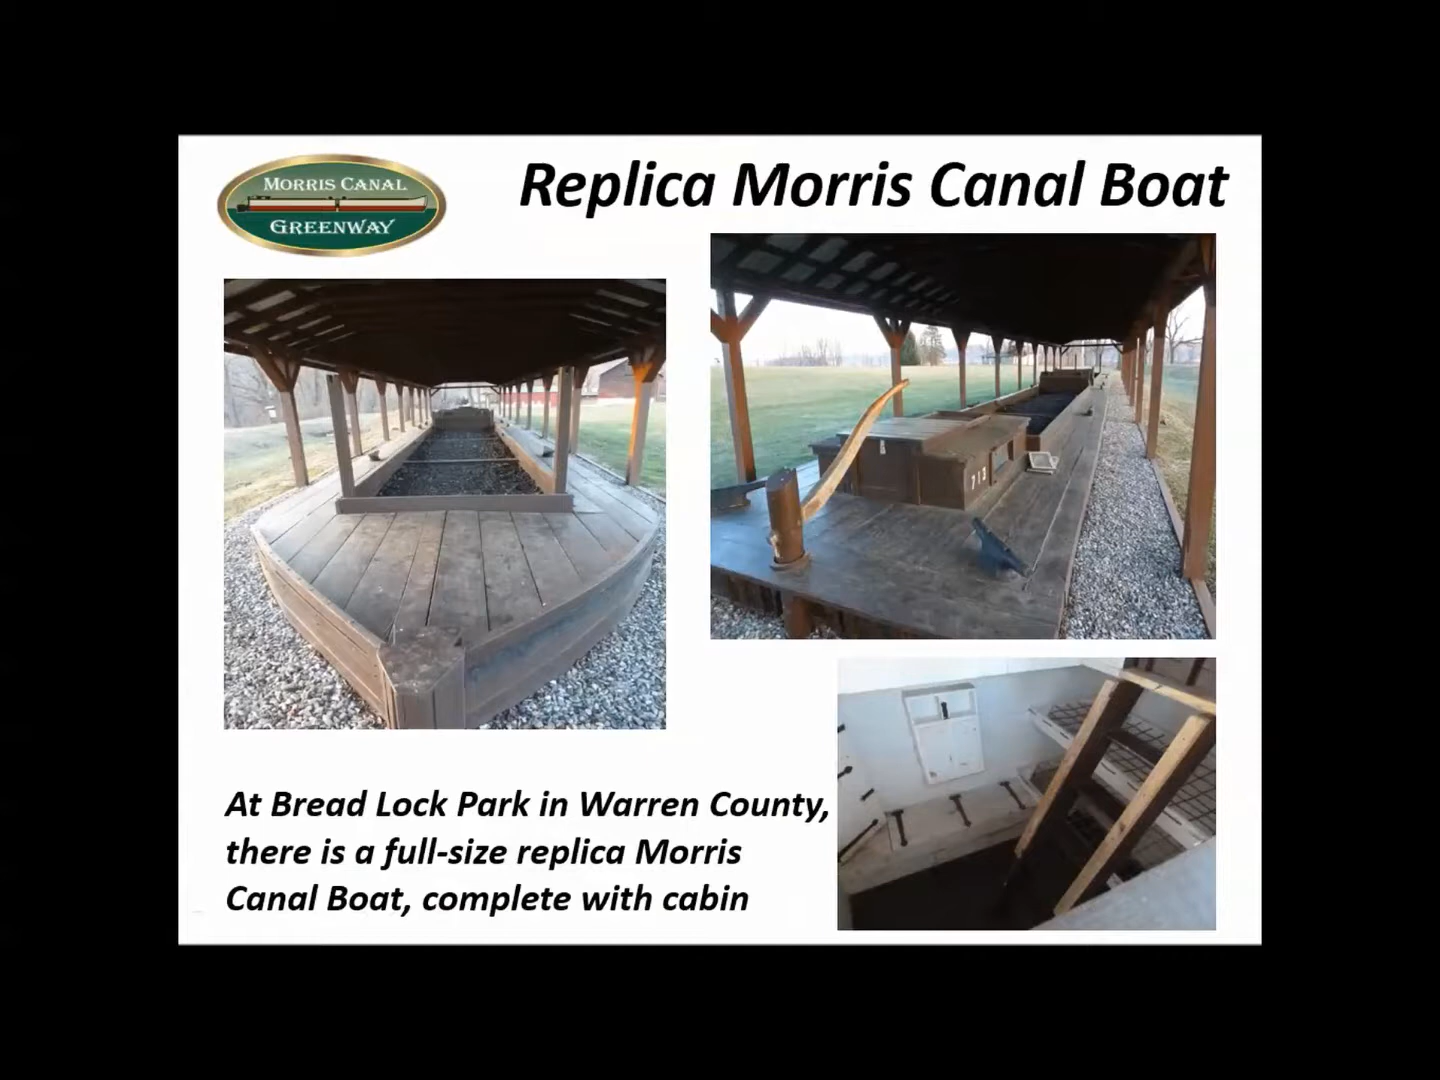 MORRIS CANAL
GREENWAY
Replica Morris Canal Boat
713
At Bread Lock Park in Warren County,
there is a full-size replica Morris
Canal Boat, complete with cabin